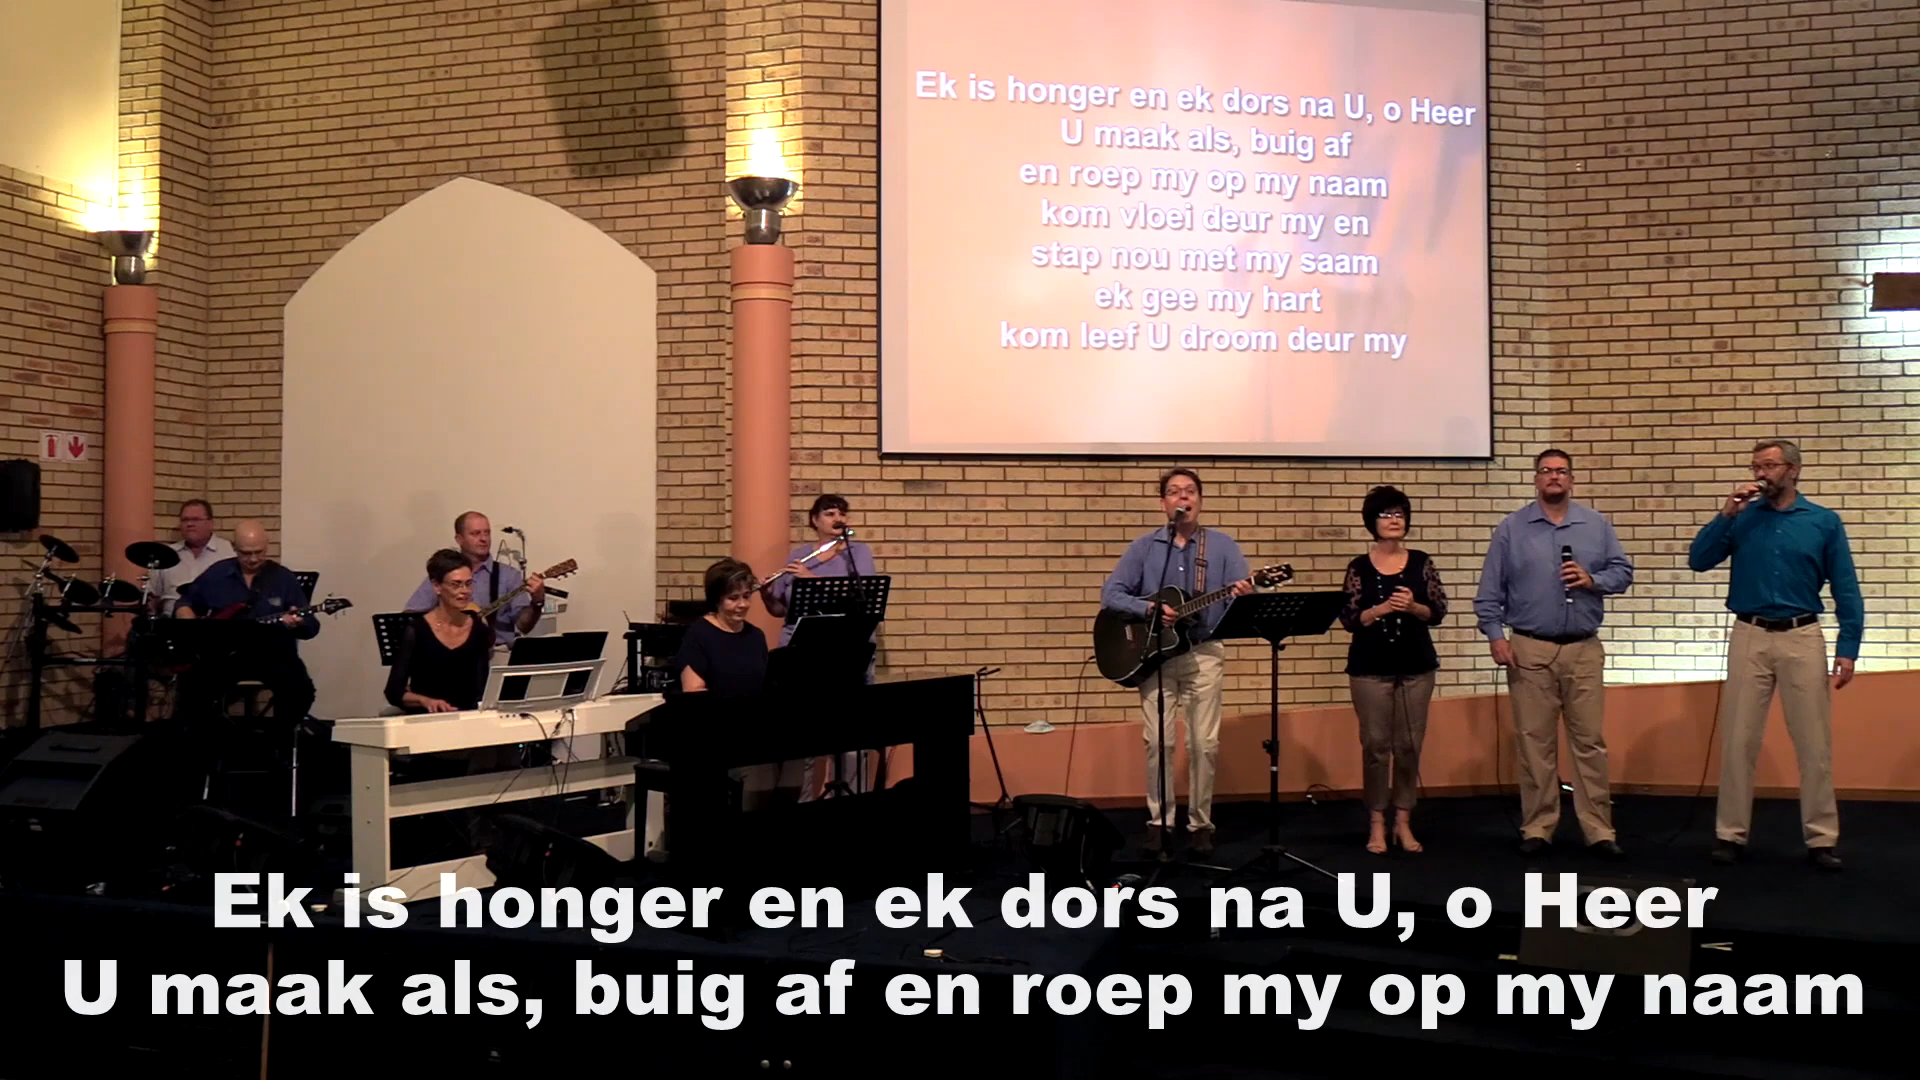 Ek is honger en ek dors na U, o Heer
U maak als, buig af
en roep my op my naam
kom vloei deur my en
stap nou met my saam
ek gee my hart
kom leef U droom deur my
Ek is honger en ek dors na U, o Heer
U maak als, buig af en roep my op my naam